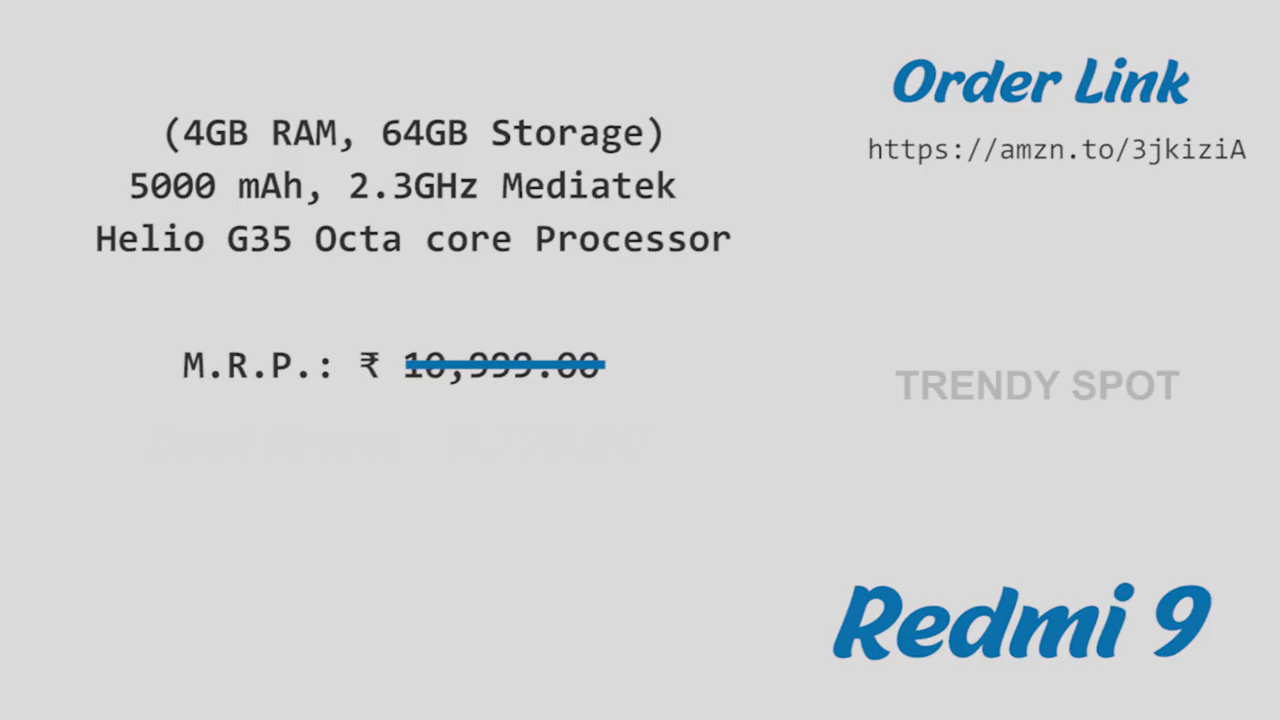 (4GB RAM, 64GB Storage)
5000 mAh, 2.3GHz Mediatek
Helio G35 Octa core Processor
M.R.P.: ₹ 10,999.00
Order Link
https://amzn.to/3jkiziA
TRENDY SPOT
Redmi 9